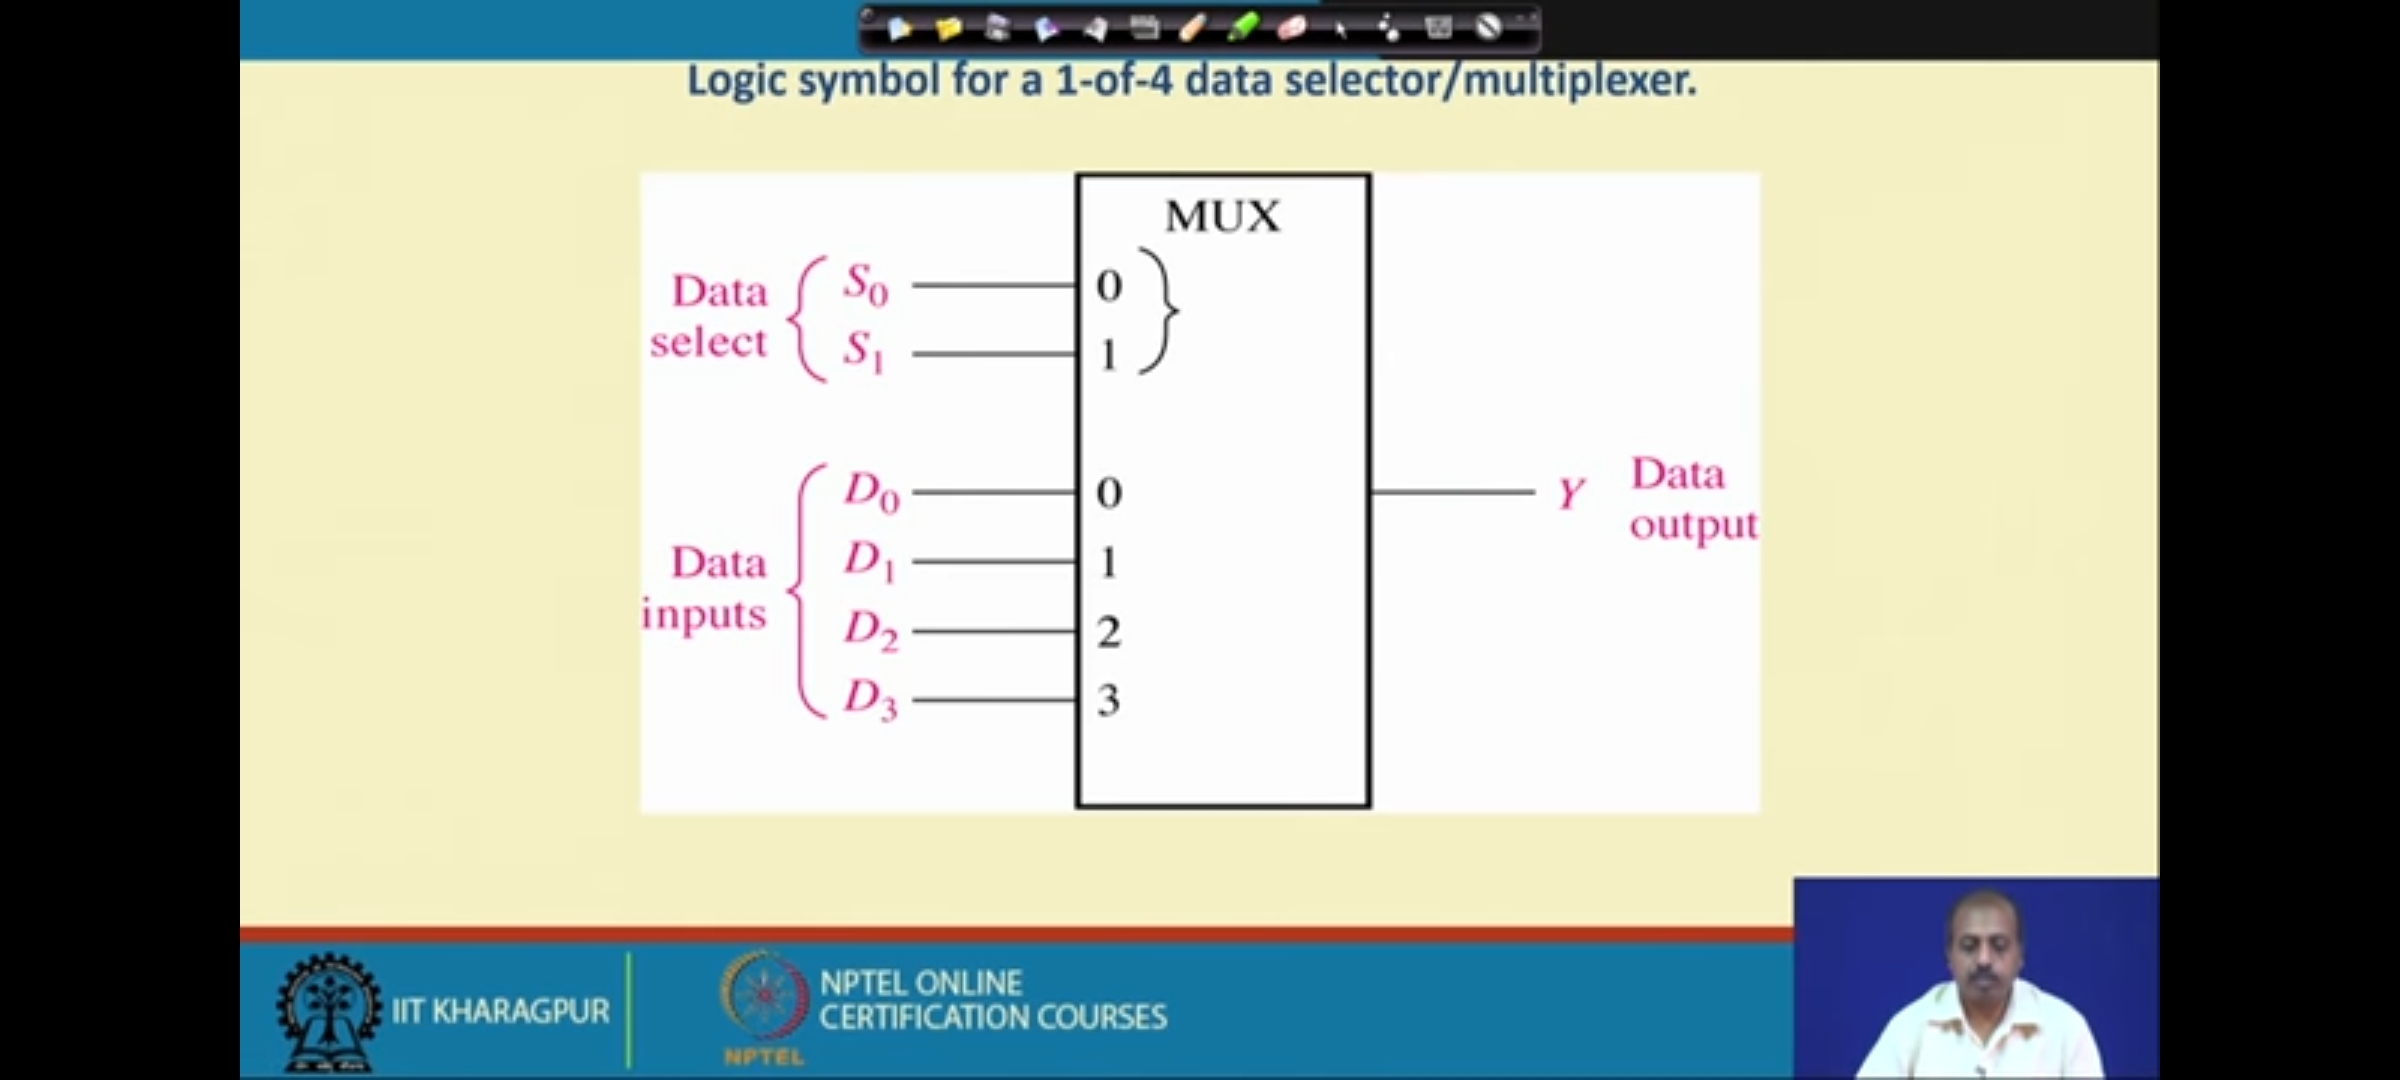 Logic symbol for a 1-of-4 data selector/multiplexer.
MUX
Data
select
S0
0
S1
1
Data
inputs
D0
0
D1
1
D2
2
D3
3
Y
Data
output
IIT KHARAGPUR
NPTEL
NPTEL ONLINE
CERTIFICATION COURSES